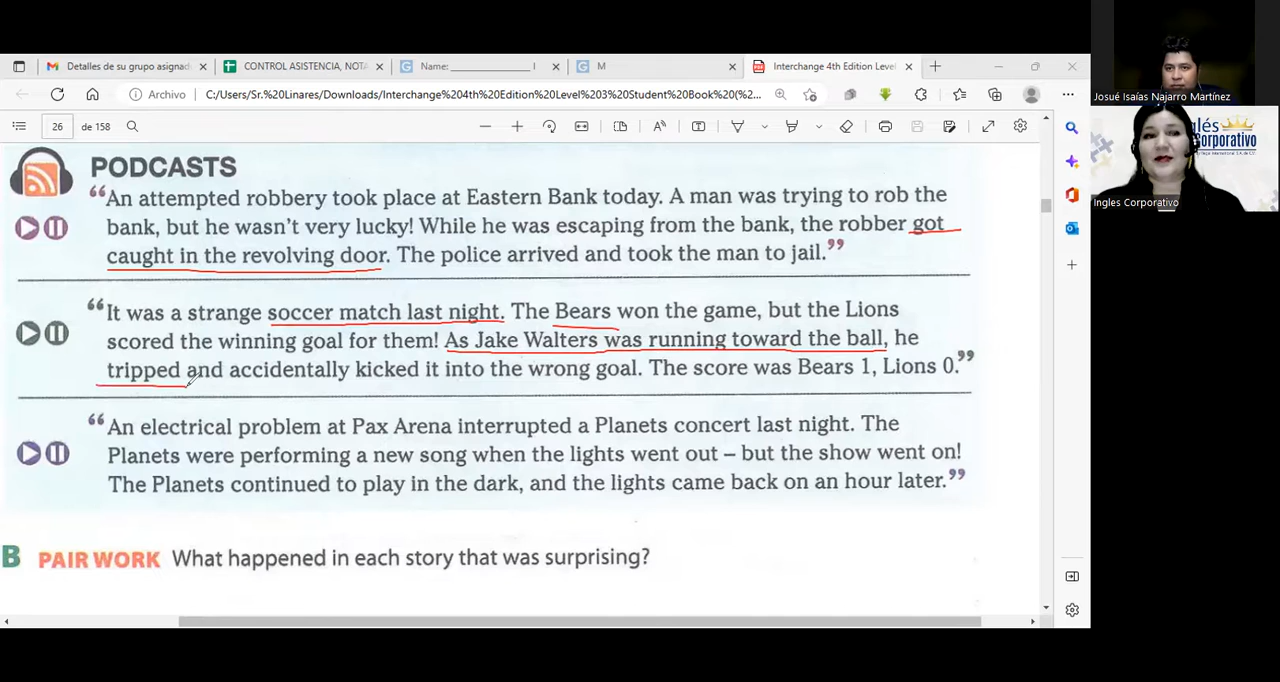 Detalles de su grupo asignad
CONTROL ASISTENCIA, NOTA
Name: ______________ I
M
Interchange 4th Edition Level
Archivo
C:/Users/Sr.%20Linares/Downloads/Interchange%204th%20Edition%20Level%203%20Student%20Book(%2...
26
de 158
PODCASTS
“An attempted robbery took place at Eastern Bank today. A man was trying to rob the
bank, but he wasn't very lucky! While he was escaping from the bank, the robber got
caught in the revolving door. The police arrived and took the man to jail.”
“It was a strange soccer match last night. The Bears won the game, but the Lions
scored the winning goal for them! As Jake Walters was running toward the ball, he
tripped and accidentally kicked it into the wrong goal. The score was Bears 1, Lions 0.”
“An electrical problem at Pax Arena interrupted a Planets concert last night. The
Planets were performing a new song when the lights went out – but the show went on!
The Planets continued to play in the dark, and the lights came back on an hour later.”
B PAIR WORK What happened in each story that was surprising?
Josué Isaías Najarro Martínez
glés
Corporativo
Ingles Corporativo